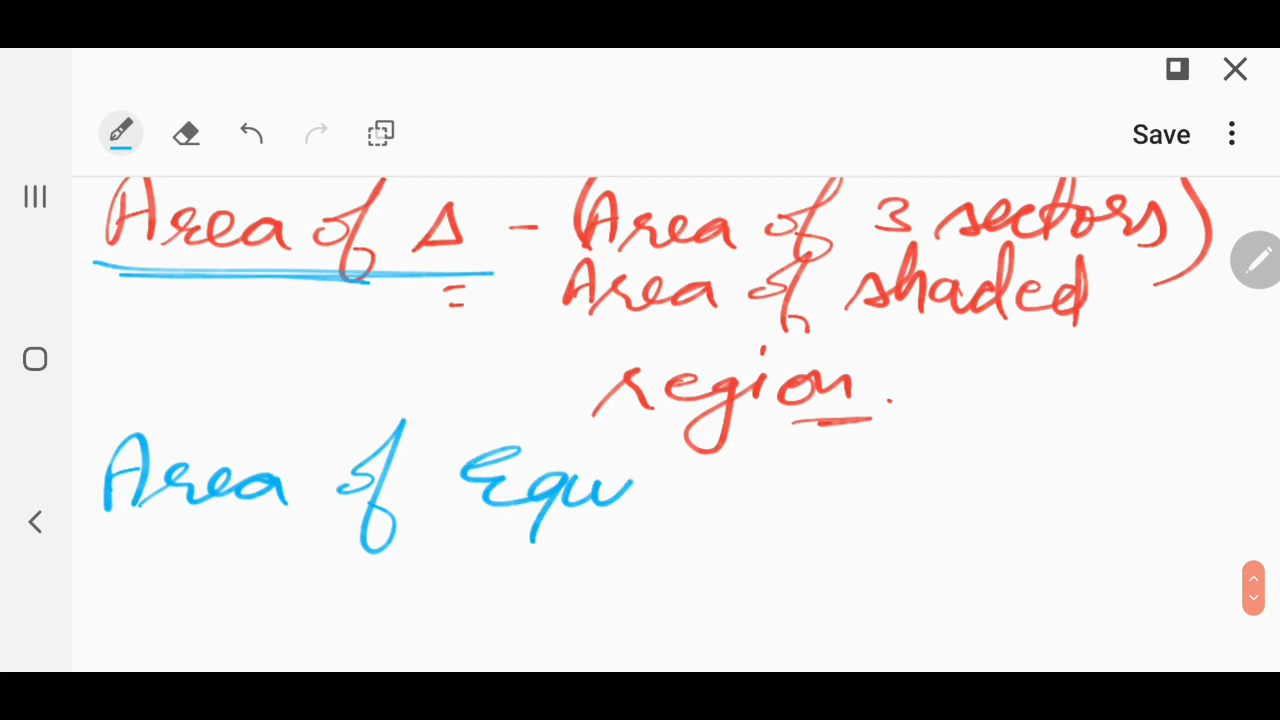 Save
Area of Δ - (Area of 3 sectors)
= Area of shaded
region.
Area of Equ